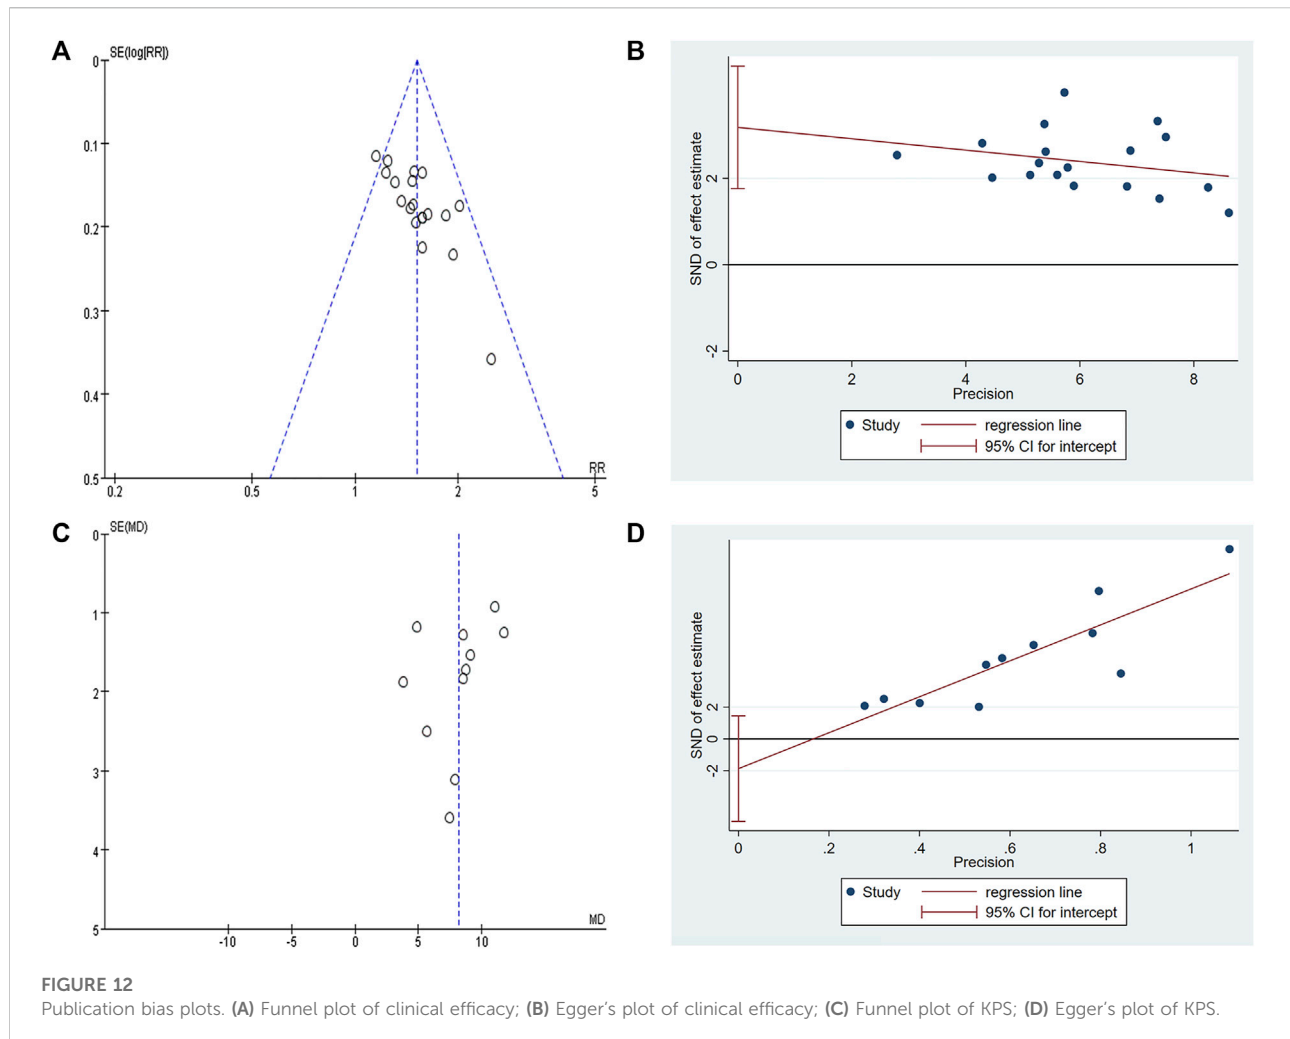 A
SE(log[RR])
0
0.1
0.2
0.3
0.4
0.5
0.2
0.5
1
2
5
RR
B
SND of effect estimate
2
0
-2
0
2
4
6
8
Precision
Study
regression line
95% CI for intercept
C
SE(MD)
0
1
2
3
4
5
-10
-5
0
5
10
MD
D
SND of effect estimate
2
0
-2
0
.2
.4
.6
.8
1
Precision
Study
regression line
95% CI for intercept
FIGURE 12
Publication bias plots. (A) Funnel plot of clinical efficacy; (B) Egger’s plot of clinical efficacy; (C) Funnel plot of KPS; (D) Egger’s plot of KPS.